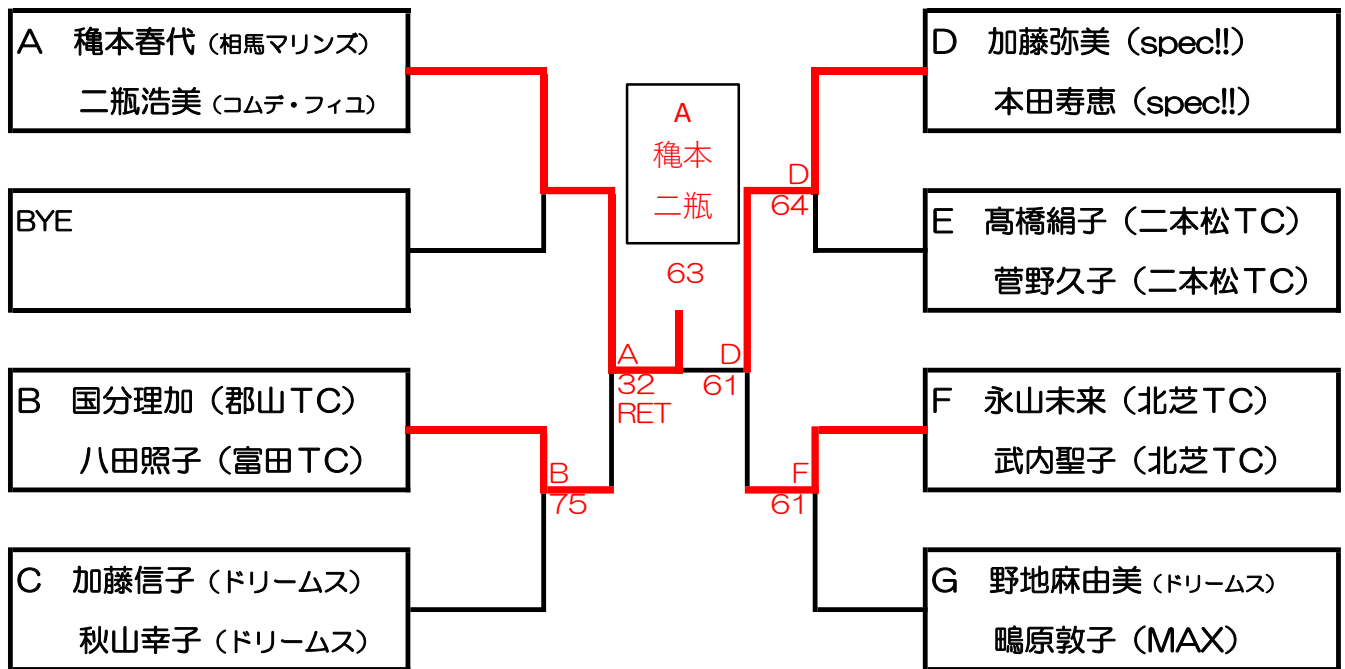 A 穐本春代（相馬マリンズ）
二瓶浩美（コムデ・フィユ）
BYE
B 国分理加（郡山ＴＣ）
八田照子（富田ＴＣ）
C 加藤信子（ドリームス）
秋山幸子（ドリームス）
B
75
A
32
RET
A
穐本
二瓶
63
D
61
D
64
F
61
D 加藤弥美（spec!!）
本田寿恵（spec!!）
E 髙橋絹子（二本松ＴＣ）
菅野久子（二本松ＴＣ）
F 永山未来（北芝ＴＣ）
武内聖子（北芝ＴＣ）
G 野地麻由美（ドリームス）
鴫原敦子（MAX）